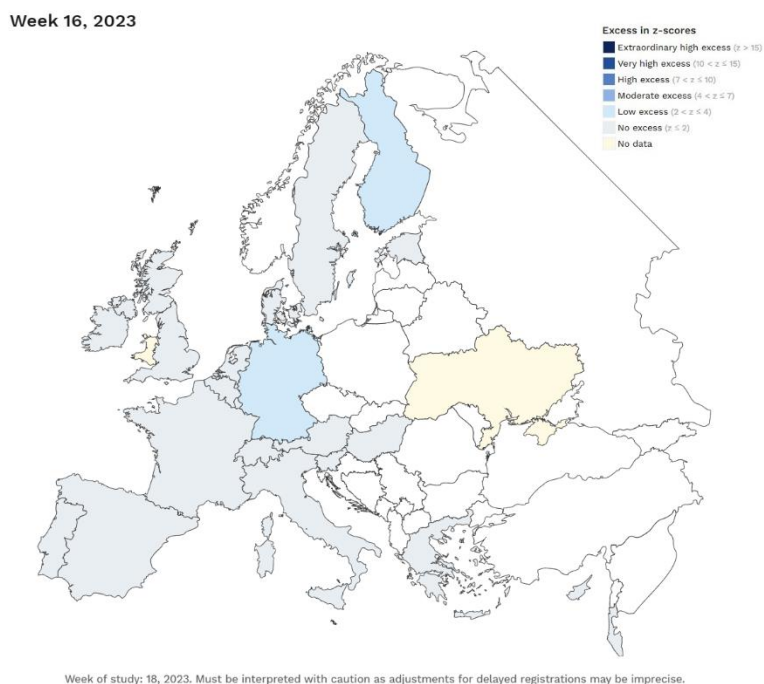 Week 16, 2023
Excess in z-scores
Extraordinary high excess (z > 15)
Very high excess (10 < z ≤ 15)
High excess (7 < z ≤ 10)
Moderate excess (4 < z ≤ 7)
Low excess (2 < z ≤ 4)
No excess (z ≤ 2)
No data
Week of study: 18, 2023. Must be interpreted with caution as adjustments for delayed registrations may be imprecise.